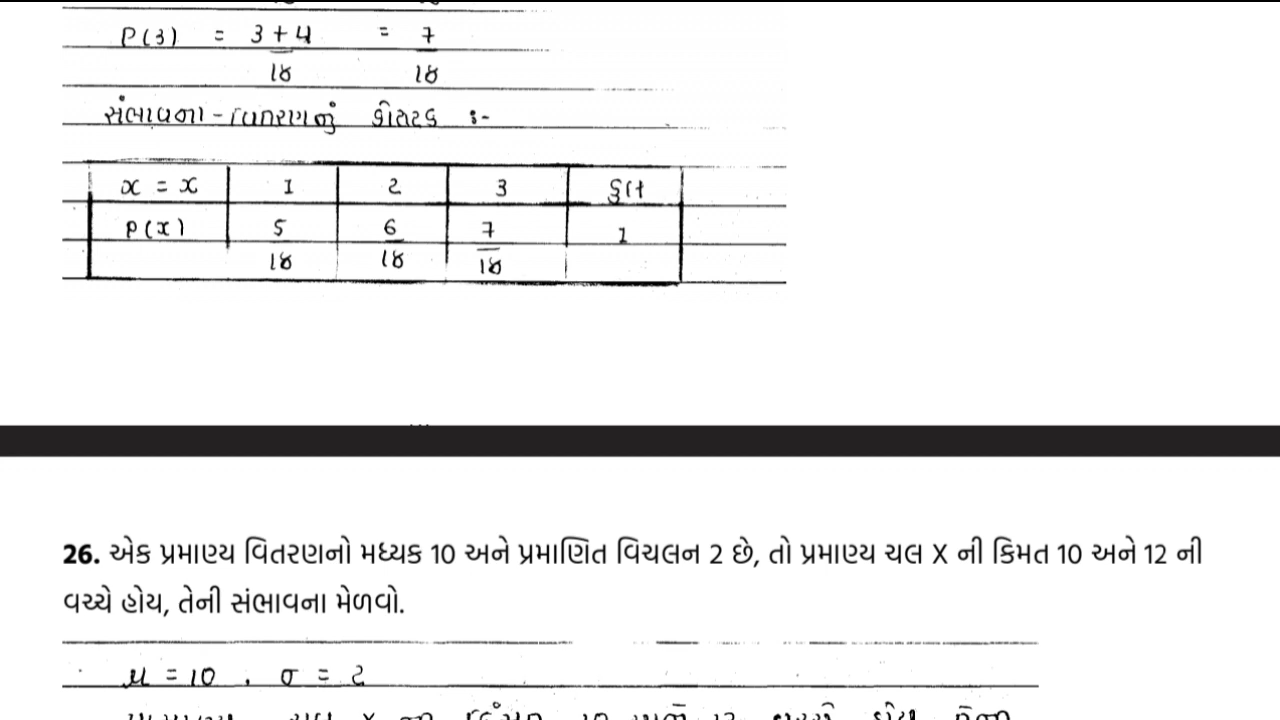 P(3) = 3+4 = 7
18 18
સંભાવના - વિતરણનું કોષ્ટક :-
x = x 1 2 3 કુલ
P(x) 5 6 7 1
18 18 18
26. એક પ્રમાણ્ય વિતરણનો મધ્યક 10 અને પ્રમાણિત વિચલન 2 છે, તો પ્રમાણ્ય ચલ X ની કિમત 10 અને 12 ની
વચ્ચે હોય, તેની સંભાવના મેળવો.
μ = 10 , σ = 2